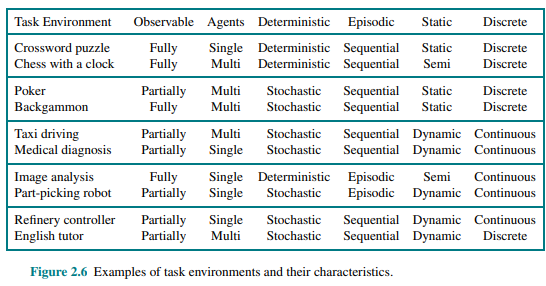 Task Environment Observable Agents Deterministic Episodic Static Discrete
Crossword puzzle Fully Single Deterministic Sequential Static Discrete
Chess with a clock Fully Multi Deterministic Sequential Semi Discrete
Poker Partially Multi Stochastic Sequential Static Discrete
Backgammon Fully Multi Stochastic Sequential Static Discrete
Taxi driving Partially Multi Stochastic Sequential Dynamic Continuous
Medical diagnosis Partially Single Stochastic Sequential Dynamic Continuous
Image analysis Fully Single Deterministic Episodic Semi Continuous
Part-picking robot Partially Single Stochastic Episodic Dynamic Continuous
Refinery controller Partially Single Stochastic Sequential Dynamic Continuous
English tutor Partially Multi Stochastic Sequential Dynamic Discrete
Figure 2.6 Examples of task environments and their characteristics.